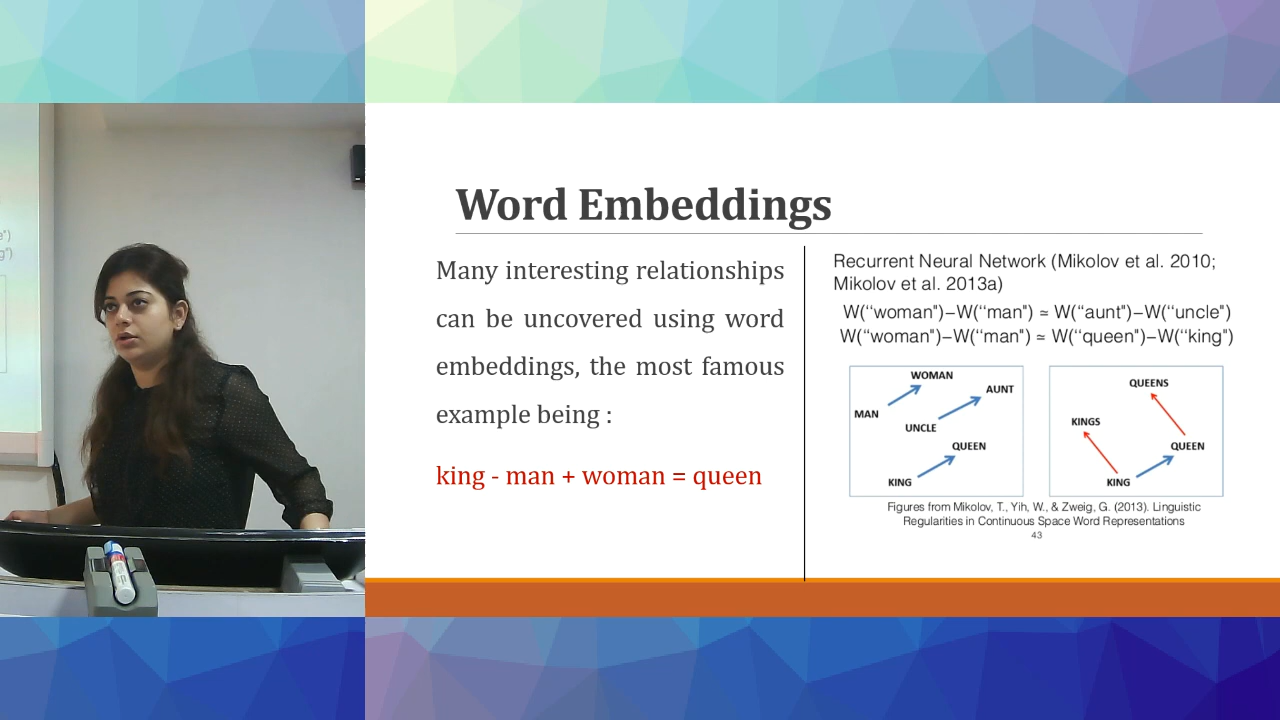 Word Embeddings
Many interesting relationships
can be uncovered using word
embeddings, the most famous
example being :
king - man + woman = queen
Recurrent Neural Network (Mikolov et al. 2010;
Mikolov et al. 2013a)
W(‘‘woman")−W(‘‘man") ≃ W(‘‘aunt")−W(‘‘uncle")
W(‘‘woman")−W(‘‘man") ≃ W(‘‘queen")−W(‘‘king")
WOMAN
AUNT
MAN
UNCLE
QUEEN
KING
QUEENS
KINGS
QUEEN
KING
Figures from Mikolov, T., Yih, W., & Zweig, G. (2013). Linguistic
Regularities in Continuous Space Word Representations
43
e")
g")